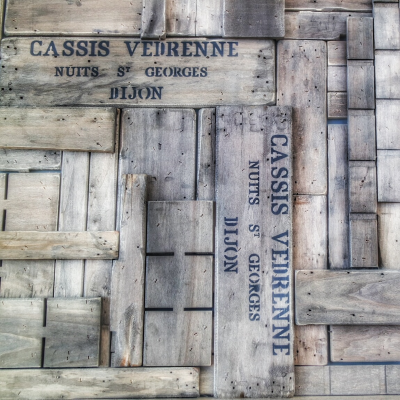 CASSIS VEDRENNE
NUITS ST GEORGES
DIJON
CASSIS VEDRENNE
NUITS ST GEORGES
DIJON